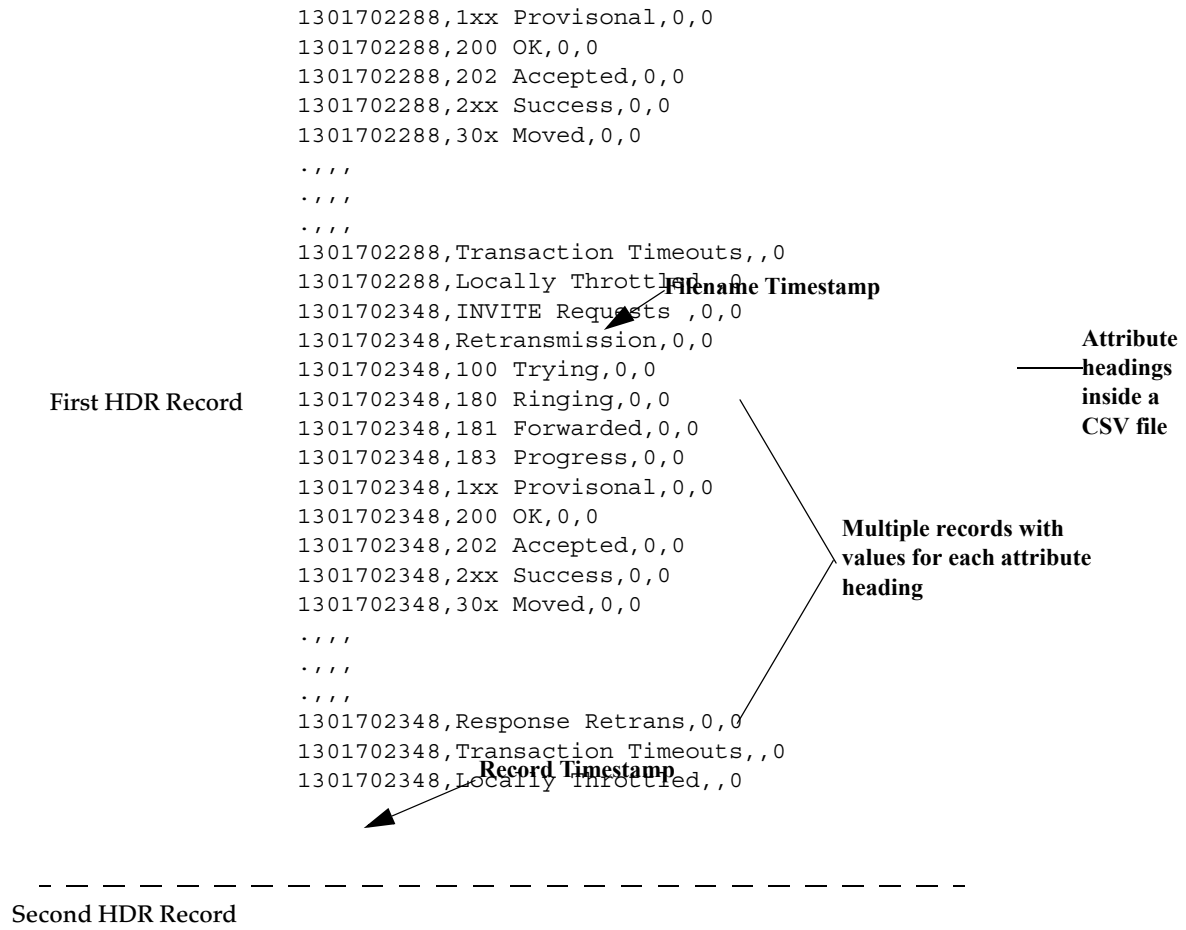 1301702288,1xx Provisonal,0,0
1301702288,200 OK,0,0
1301702288,202 Accepted,0,0
1301702288,2xx Success,0,0
1301702288,30x Moved,0,0
.,,,
.,,,
.,,,
1301702288,Transaction Timeouts,,0
1301702288,Locally Throttled,,0
Filename Timestamp
1301702348,INVITE Requests ,0,0
1301702348,Retransmission,0,0
1301702348,100 Trying,0,0
1301702348,180 Ringing,0,0
1301702348,181 Forwarded,0,0
1301702348,183 Progress,0,0
1301702348,1xx Provisonal,0,0
1301702348,200 OK,0,0
1301702348,202 Accepted,0,0
1301702348,2xx Success,0,0
1301702348,30x Moved,0,0
.,,,
.,,,
.,,,
1301702348,Response Retrans,0,0
1301702348,Transaction Timeouts,,0
1301702348,Locally Throttled,,0
Record Timestamp
First HDR Record
Attribute
headings
inside a
CSV file
Multiple records with
values for each attribute
heading
Second HDR Record